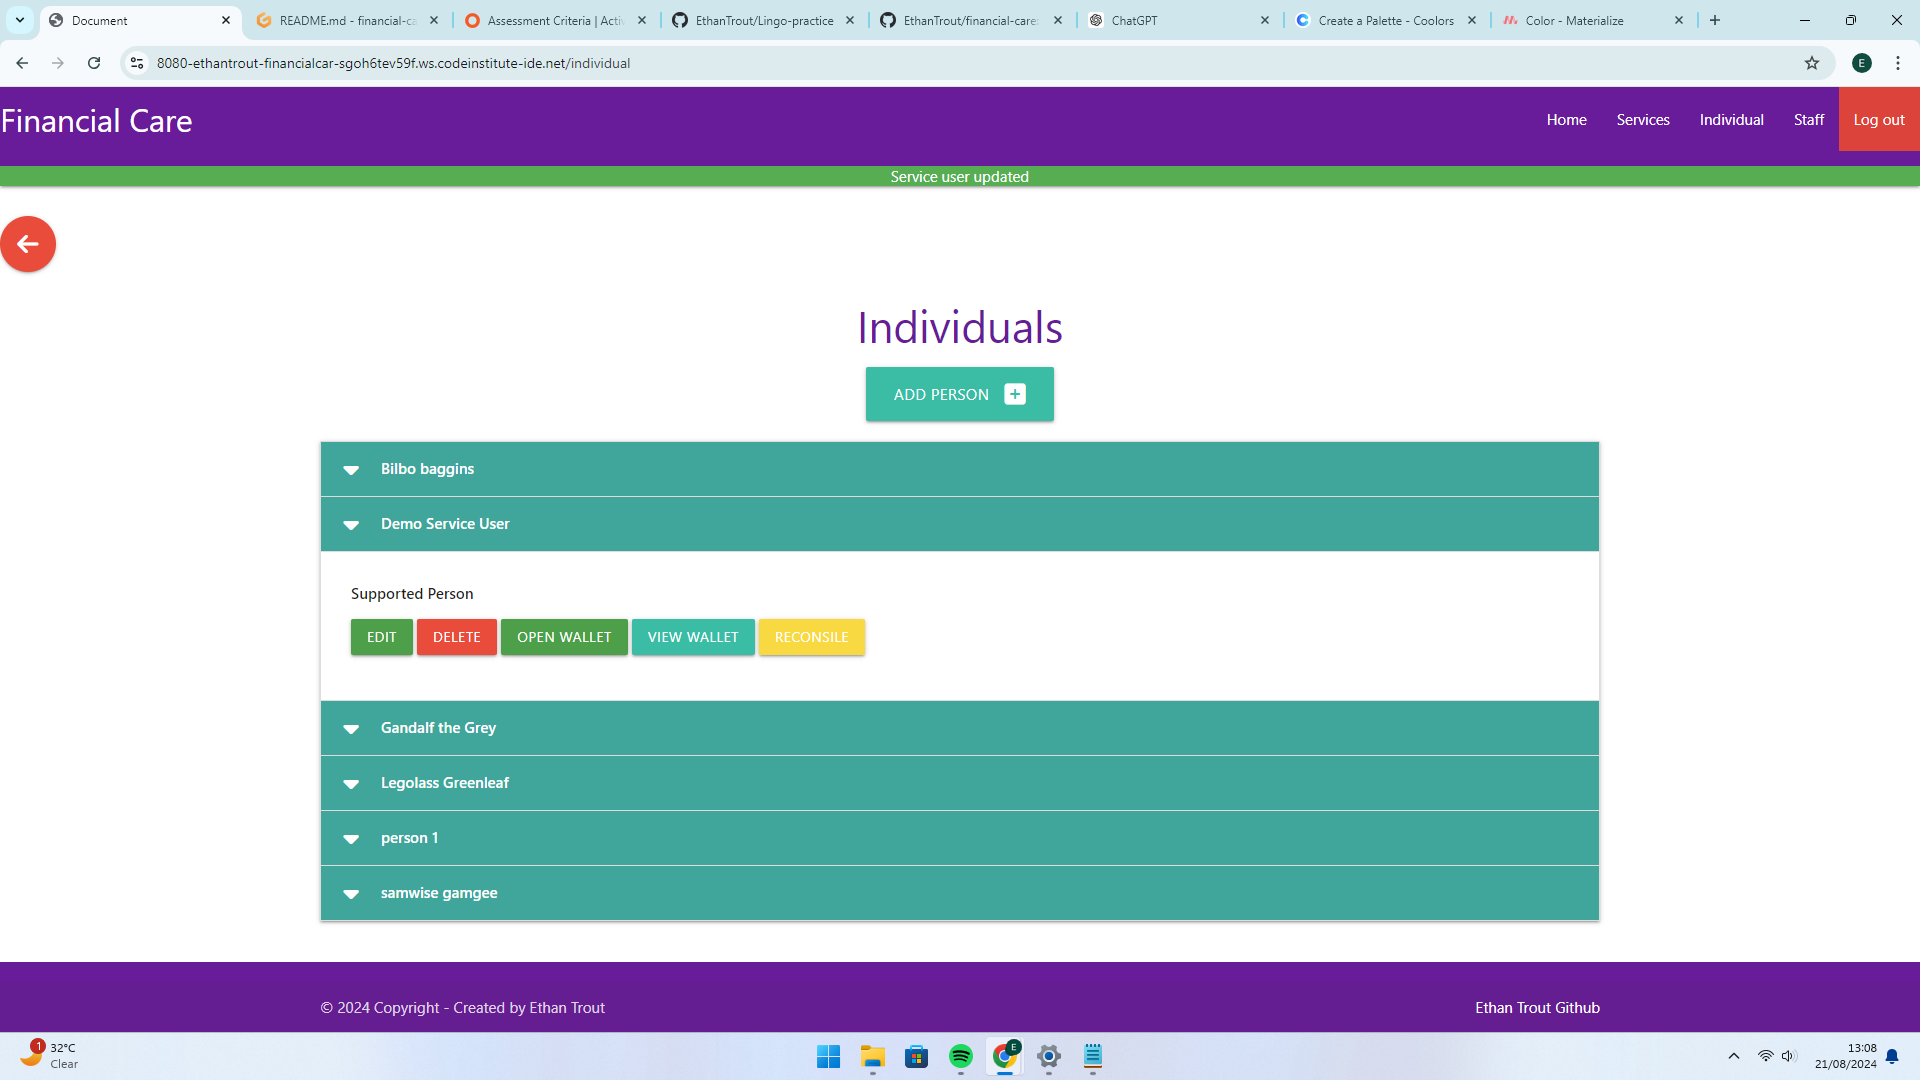 Document
README.md - financial-ca
Assessment Criteria | Activ
EthanTrout/Lingo-practice
EthanTrout/financial-care:
ChatGPT
Create a Palette - Coolors
Color - Materialize
8080-ethantrout-financialcar-sgoh6tev59f.ws.codeinstitute-ide.net/individual
E
Financial Care
Home
Services
Individual
Staff
Log out
Service user updated
Individuals
ADD PERSON
Bilbo baggins
Demo Service User
Supported Person
EDIT
DELETE
OPEN WALLET
VIEW WALLET
RECONSILE
Gandalf the Grey
Legolass Greenleaf
person 1
samwise gamgee
© 2024 Copyright - Created by Ethan Trout
Ethan Trout Github
1
32°C
Clear
E
13:08
21/08/2024